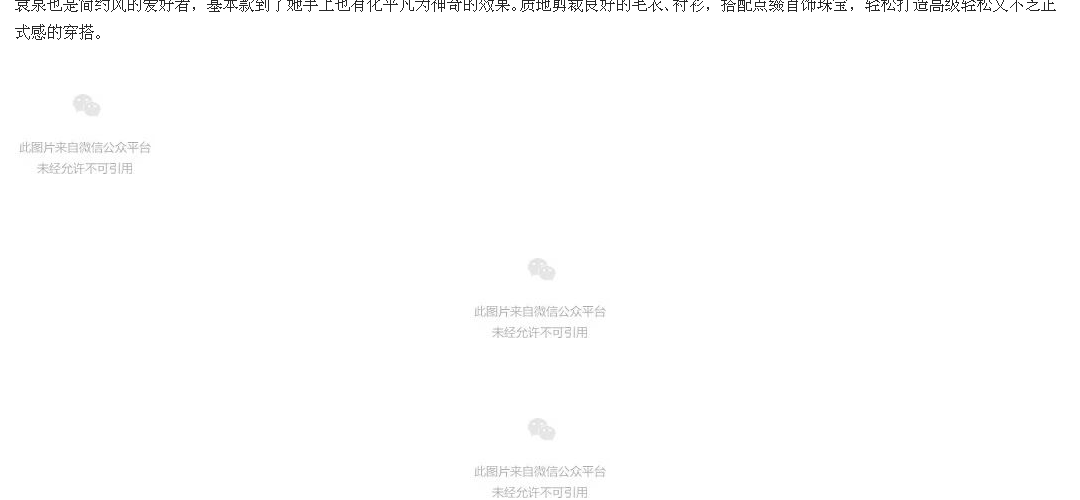 袁泉也是简约风的爱好者，基本款到了她手上也有化平凡为神奇的效果。质地剪裁良好的毛衣、衬衫，搭配点缀首饰珠宝，轻松打造高级轻松又不乏正
式感的穿搭。
此图片来自微信公众平台
未经允许不可引用
此图片来自微信公众平台
未经允许不可引用
此图片来自微信公众平台
未经允许不可引用